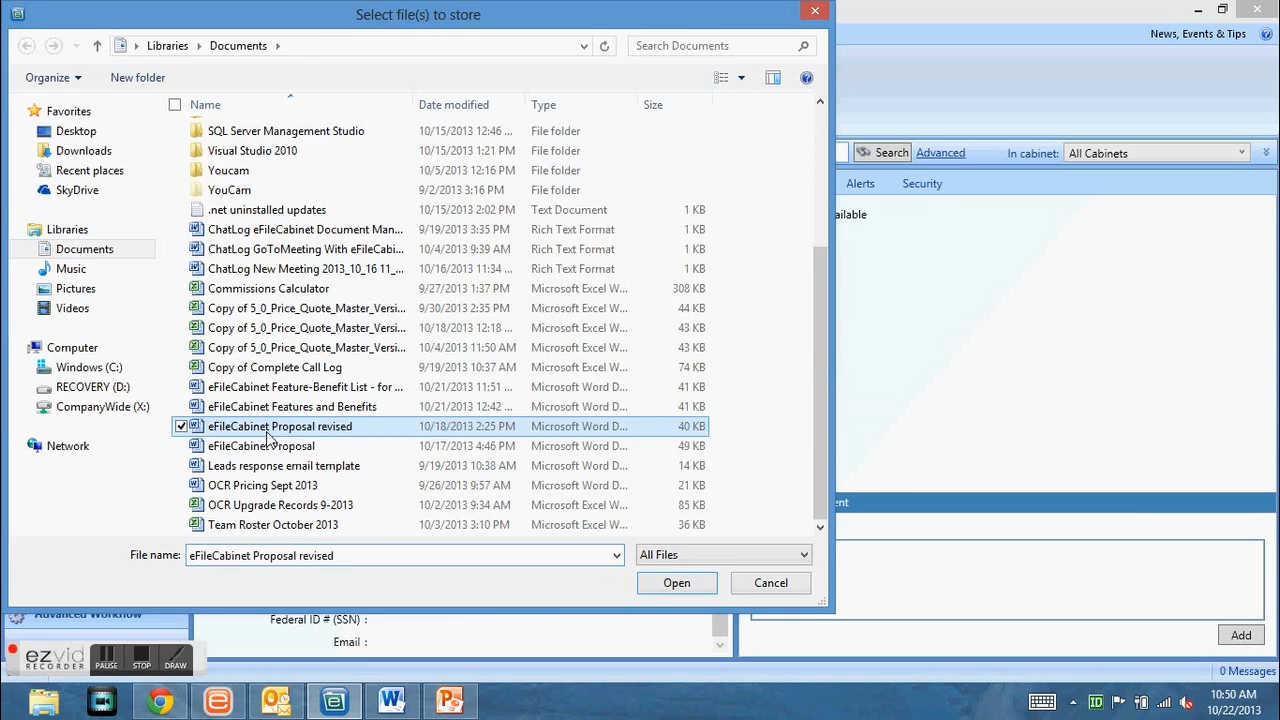 Select file(s) to store
News, Events & Tips
Libraries Documents
Search Documents
Organize New folder
Search Advanced In cabinet: All Cabinets
Alerts Security
ailable
Favorites
Desktop
Downloads
Recent places
SkyDrive
Libraries
Documents
Music
Pictures
Videos
Computer
Windows (C:)
RECOVERY (D:)
CompanyWide (X:)
Network
Name Date modified Type Size
SQL Server Management Studio 10/15/2013 12:46 ... File folder
Visual Studio 2010 10/15/2013 1:21 PM File folder
Youcam 10/5/2013 12:16 PM File folder
YouCam 9/2/2013 3:16 PM File folder
.net uninstalled updates 10/15/2013 2:02 PM Text Document 1 KB
ChatLog eFileCabinet Document Man... 9/19/2013 3:35 PM Rich Text Format 1 KB
ChatLog GoToMeeting With eFileCabi... 10/4/2013 9:39 AM Rich Text Format 1 KB
ChatLog New Meeting 2013_10_16 11_... 10/16/2013 11:34 ... Rich Text Format 1 KB
Commissions Calculator 9/27/2013 1:37 PM Microsoft Excel W... 308 KB
Copy of 5_0_Price_Quote_Master_Versi... 9/30/2013 2:35 PM Microsoft Excel W... 44 KB
Copy of 5_0_Price_Quote_Master_Versi... 10/18/2013 12:18 ... Microsoft Excel W... 43 KB
Copy of 5_0_Price_Quote_Master_Versi... 10/4/2013 11:50 AM Microsoft Excel W... 43 KB
Copy of Complete Call Log 9/19/2013 10:37 AM Microsoft Excel W... 74 KB
eFileCabinet Feature-Benefit List - for ... 10/21/2013 11:51 ... Microsoft Word D... 41 KB
eFileCabinet Features and Benefits 10/21/2013 12:42 ... Microsoft Word D... 41 KB
eFileCabinet Proposal revised 10/18/2013 2:25 PM Microsoft Word D... 40 KB
eFileCabinet Proposal 10/17/2013 4:46 PM Microsoft Word D... 49 KB
Leads response email template 9/19/2013 10:38 AM Microsoft Word D... 14 KB
OCR Pricing Sept 2013 9/26/2013 9:57 AM Microsoft Word D... 21 KB
OCR Upgrade Records 9-2013 10/2/2013 9:34 AM Microsoft Excel W... 85 KB
Team Roster October 2013 10/3/2013 3:10 PM Microsoft Excel W... 36 KB
ent
File name: eFileCabinet Proposal revised All Files
Open Cancel
Advanced Workflow
Federal ID # (SSN) :
Email :
Add
ezvid
RECORDER
PAUSE STOP DRAW
0 Messages
10:50 AM
10/22/2013